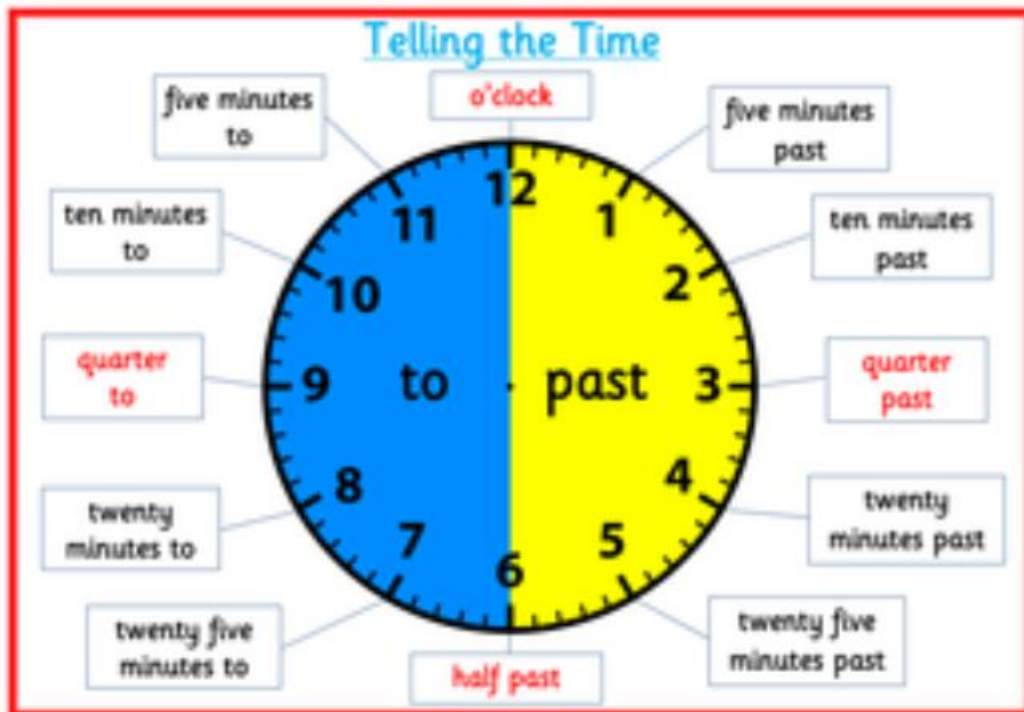 Telling the Time
o'clock
five minutes
to
five minutes
past
ten minutes
to
ten minutes
past
quarter
to
quarter
past
twenty
minutes to
twenty
minutes past
twenty five
minutes to
twenty five
minutes past
half past
12
1
2
3
4
5
6
7
8
9
10
11
to
past